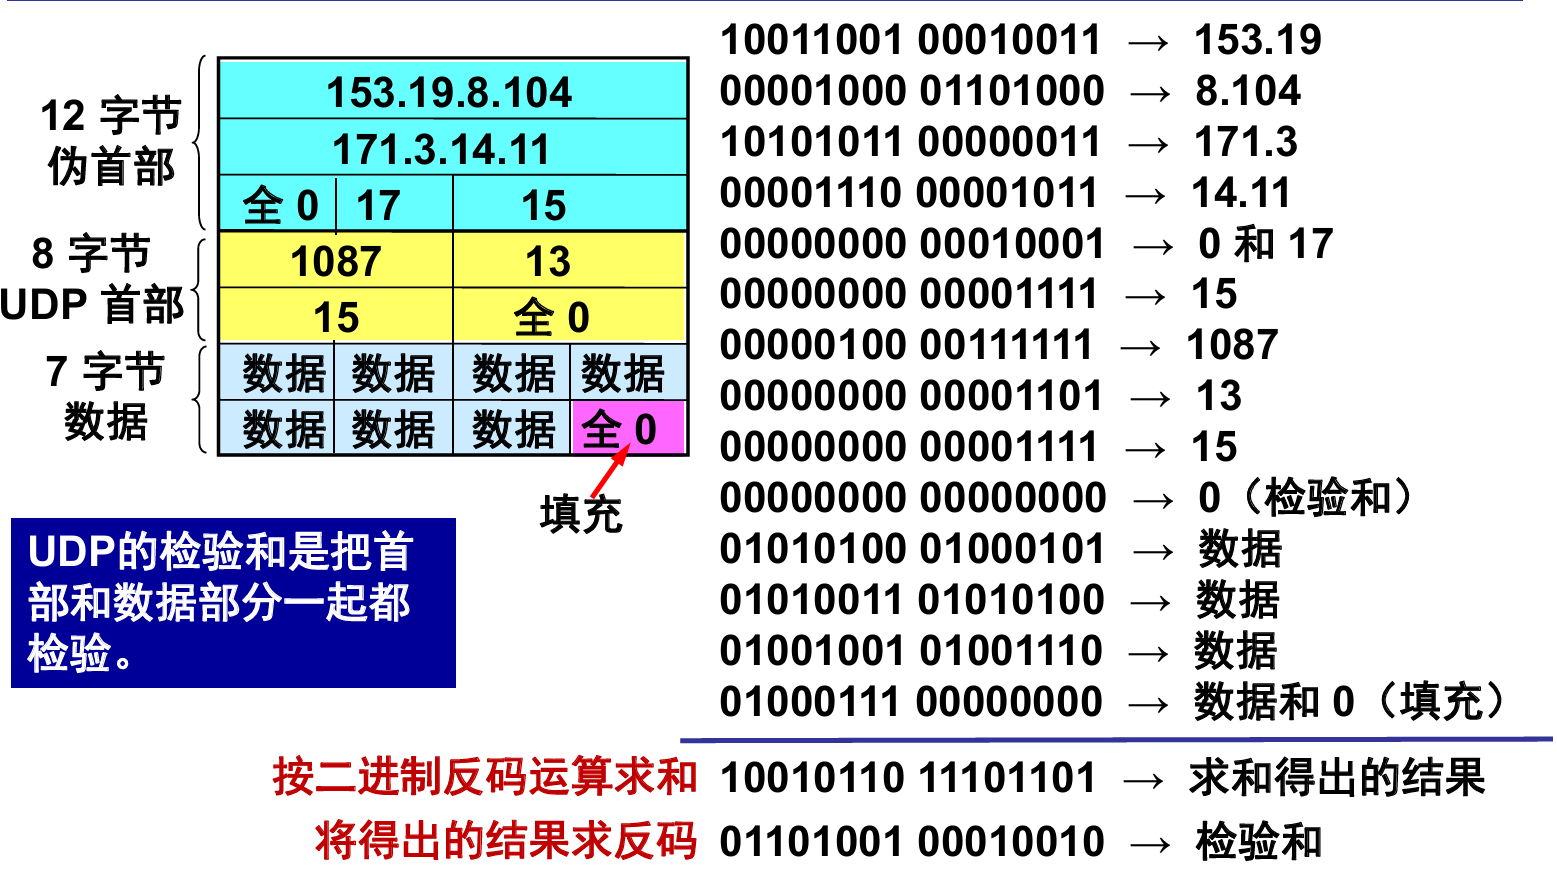 12 字节
伪首部
153.19.8.104
171.3.14.11
全 0 17 15
8 字节
UDP 首部
1087 13
15 全 0
7 字节
数据
数据 数据 数据 数据
数据 数据 数据 全 0
填充
UDP的检验和是把首
部和数据部分一起都
检验。
10011001 00010011 → 153.19
00001000 01101000 → 8.104
10101011 00000011 → 171.3
00001110 00001011 → 14.11
00000000 00010001 → 0 和 17
00000000 00001111 → 15
00000100 00111111 → 1087
00000000 00001101 → 13
00000000 00001111 → 15
00000000 00000000 → 0（检验和）
01010100 01000101 → 数据
01010011 01010100 → 数据
01001001 01001110 → 数据
01000111 00000000 → 数据和 0（填充）
按二进制反码运算求和 10010110 11101101 → 求和得出的结果
将得出的结果求反码 01101001 00010010 → 检验和